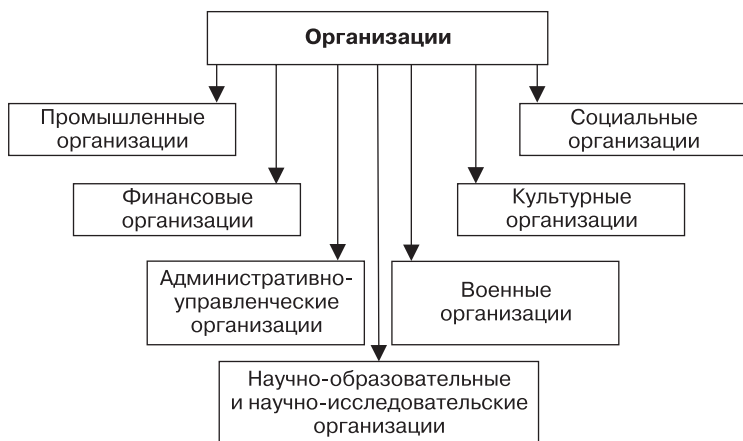 Организации
Промышленные
организации
Социальные
организации
Финансовые
организации
Культурные
организации
Административно-
управленческие
организации
Военные
организации
Научно-образовательные
и научно-исследовательские
организации